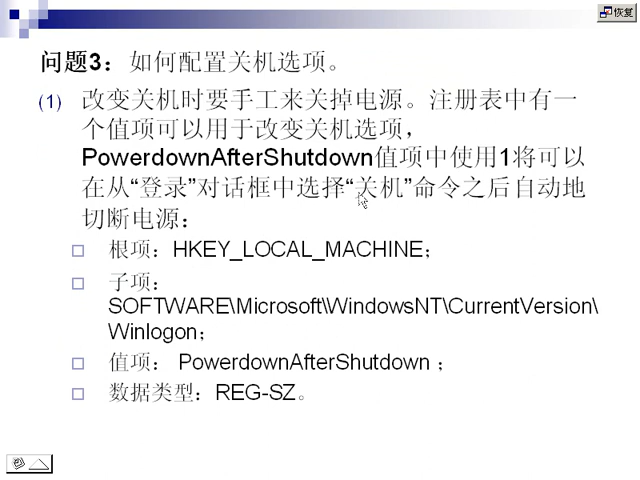 恢复
问题3：如何配置关机选项。
(1) 改变关机时要手工来关掉电源。注册表中有一
个值项可以用于改变关机选项，
PowerdownAfterShutdown值项中使用1将可以
在从“登录”对话框中选择“关机”命令之后自动地
切断电源：
根项：HKEY_LOCAL_MACHINE；
子项：
SOFTWARE\Microsoft\WindowsNT\CurrentVersion\
Winlogon；
值项： PowerdownAfterShutdown ；
数据类型：REG-SZ。